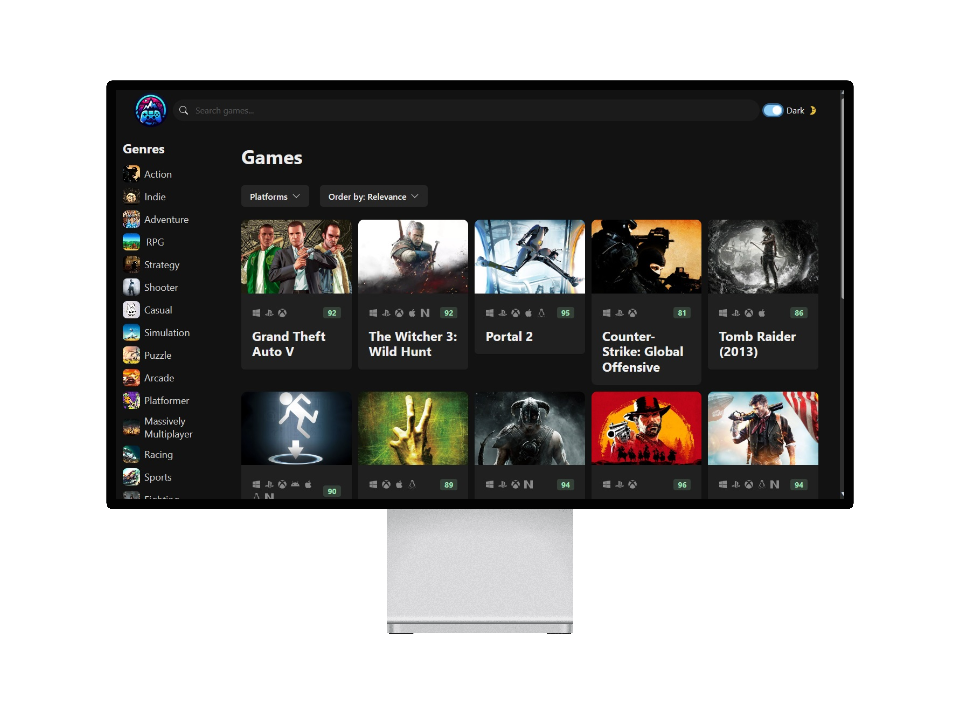 Search games...
Dark
Genres
Action
Indie
Adventure
RPG
Strategy
Shooter
Casual
Simulation
Puzzle
Arcade
Platformer
Massively
Multiplayer
Racing
Sports
Fighting
Games
Platforms
Order by: Relevance
92
Grand Theft
Auto V
92
The Witcher 3:
Wild Hunt
95
Portal 2
81
Counter-
Strike: Global
Offensive
86
Tomb Raider
(2013)
90
89
94
96
94